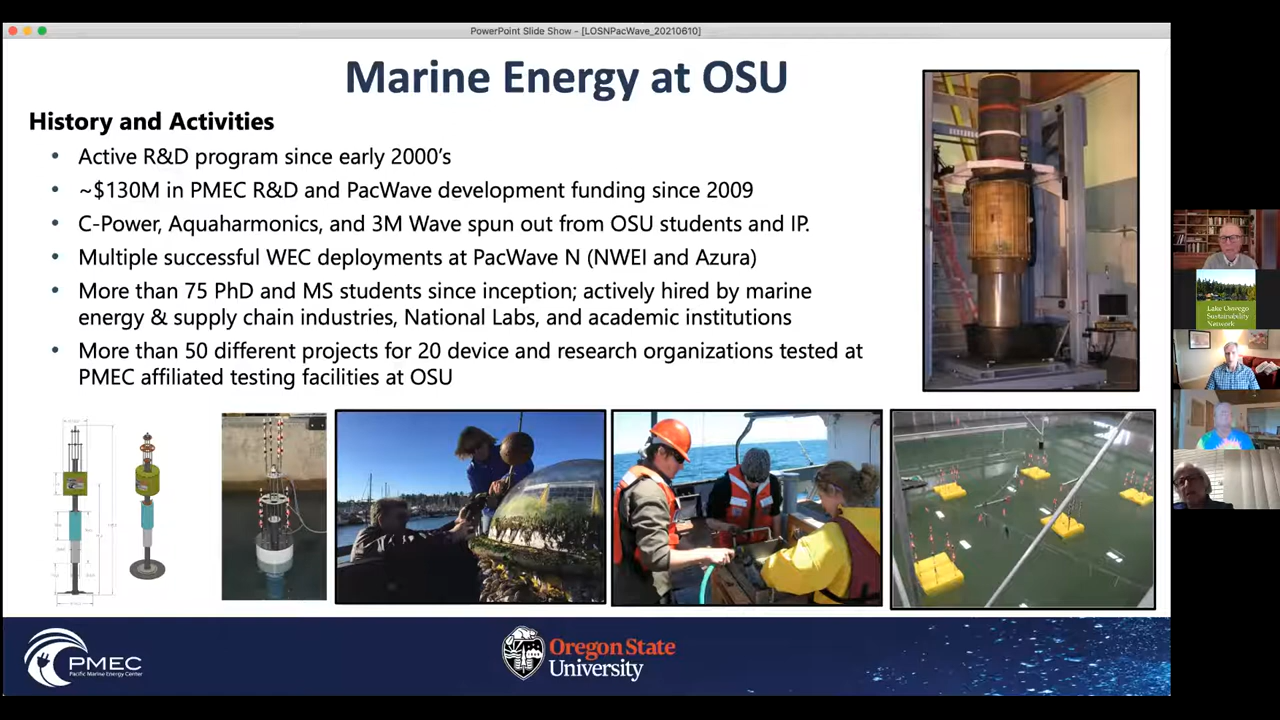 PowerPoint Slide Show - [LOSNPacWave_20210610]
Marine Energy at OSU
History and Activities
• Active R&D program since early 2000's
• ~$130M in PMEC R&D and PacWave development funding since 2009
• C-Power, Aquaharmonics, and 3M Wave spun out from OSU students and IP.
• Multiple successful WEC deployments at PacWave N (NWEI and Azura)
• More than 75 PhD and MS students since inception; actively hired by marine
energy & supply chain industries, National Labs, and academic institutions
• More than 50 different projects for 20 device and research organizations tested at
PMEC affiliated testing facilities at OSU
Lake Oswego
Sustainability
Network
PMEC
Pacific Marine Energy Center
Oregon State
University